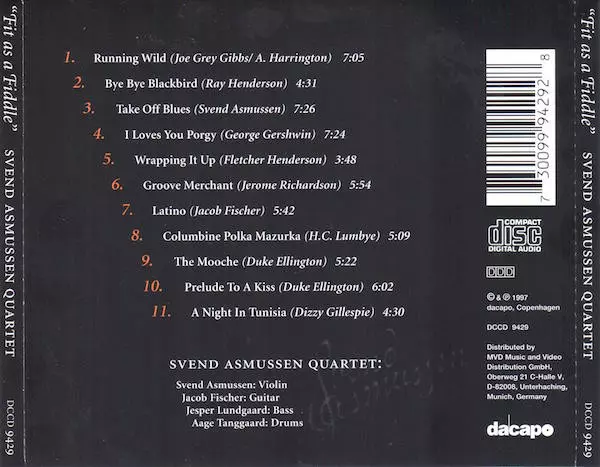 "Fit as a Fiddle" SVEND ASMUSSEN QUARTET DCCD 9429
1. Running Wild (Joe Grey Gibbs/ A. Harrington) 7:05
2. Bye Bye Blackbird (Ray Henderson) 4:31
3. Take Off Blues (Svend Asmussen) 7:26
4. I Loves You Porgy (George Gershwin) 7:24
5. Wrapping It Up (Fletcher Henderson) 3:48
6. Groove Merchant (Jerome Richardson) 5:54
7. Latino (Jacob Fischer) 5:42
8. Columbine Polka Mazurka (H.C. Lumbye) 5:09
9. The Mooche (Duke Ellington) 5:22
10. Prelude To A Kiss (Duke Ellington) 6:02
11. A Night In Tunisia (Dizzy Gillespie) 4:30
SVEND ASMUSSEN QUARTET:
Svend Asmussen: Violin
Jacob Fischer: Guitar
Jesper Lundgaard: Bass
Aage Tanggaard: Drums
7 30099 94292 8
COMPACT
disc
DIGITAL AUDIO
DDD
© & ℗ 1997
dacapo, Copenhagen
DCCD 9429
Distributed by
MVD Music and Video
Distribution GmbH,
Oberweg 21 C-Halle V,
D-82008, Unterhaching,
Munich, Germany
dacapo
"Fit as a Fiddle" SVEND ASMUSSEN QUARTET DCCD 9429